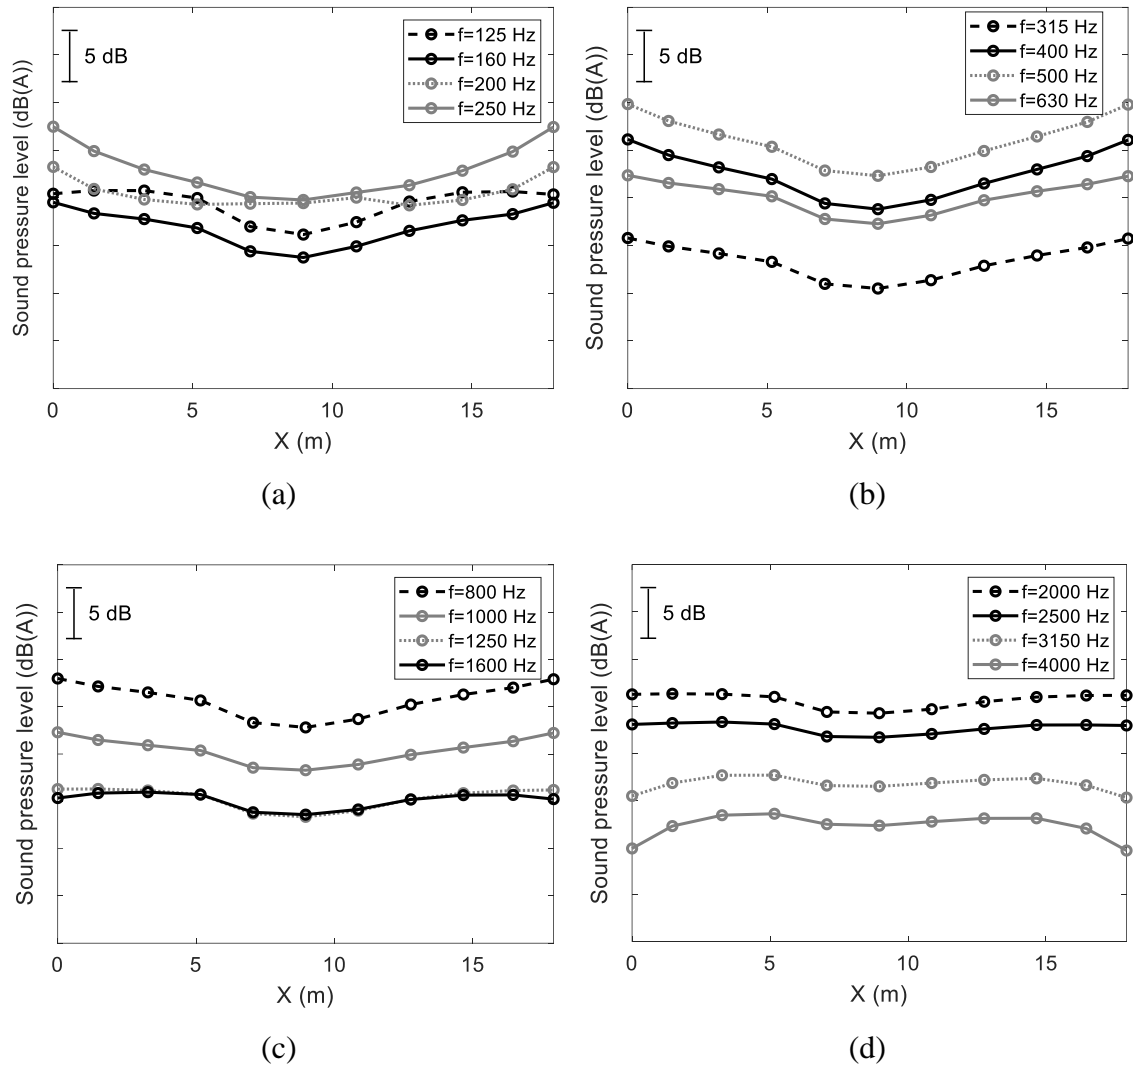 5 dB
f=125 Hz
f=160 Hz
f=200 Hz
f=250 Hz
Sound pressure level (dB(A))
0 5 10 15
X (m)
(a)
5 dB
f=315 Hz
f=400 Hz
f=500 Hz
f=630 Hz
Sound pressure level (dB(A))
0 5 10 15
X (m)
(b)
5 dB
f=800 Hz
f=1000 Hz
f=1250 Hz
f=1600 Hz
Sound pressure level (dB(A))
0 5 10 15
X (m)
(c)
5 dB
f=2000 Hz
f=2500 Hz
f=3150 Hz
f=4000 Hz
Sound pressure level (dB(A))
0 5 10 15
X (m)
(d)